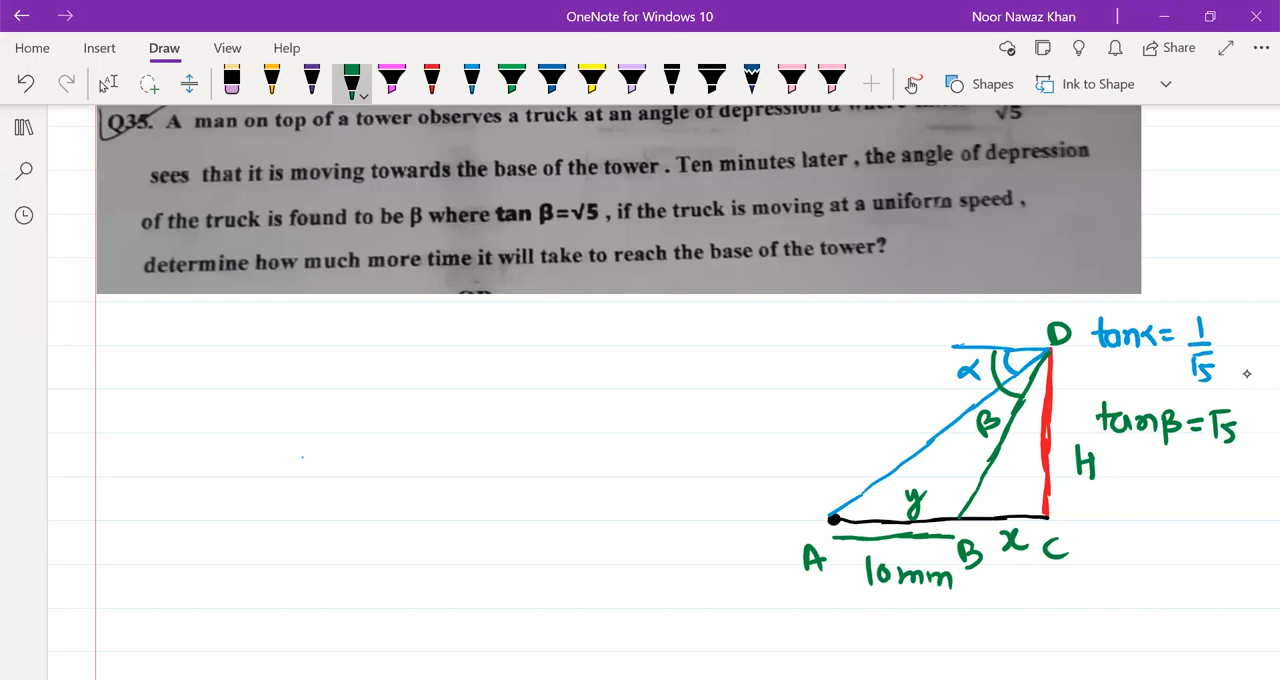 OneNote for Windows 10
Noor Nawaz Khan
Home Insert Draw View Help
Share
Shapes Ink to Shape
Q35. A man on top of a tower observes a truck at an angle of depression α where
√5
sees that it is moving towards the base of the tower . Ten minutes later , the angle of depression
of the truck is found to be β where tan β=√5 , if the truck is moving at a uniform speed ,
determine how much more time it will take to reach the base of the tower?
D
tanα= 1/√5
α
β
tanβ=√5
H
y
A
B
x
C
10mm